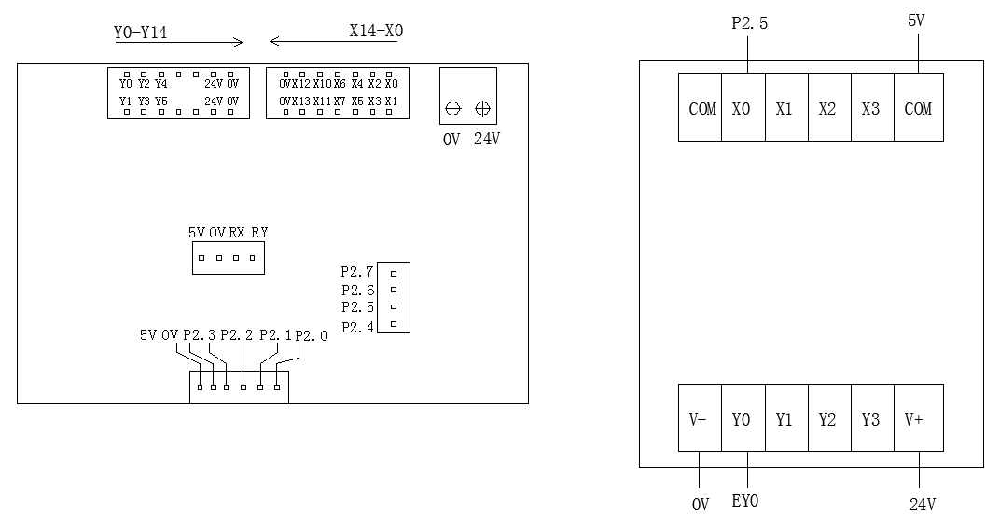 Y0-Y14 X14-X0
Y0 Y2 Y4 24V 0V
Y1 Y3 Y5 24V 0V
0V X12 X10 X6 X4 X2 X0
0V X13 X11 X7 X5 X3 X1
0V 24V
5V 0V RX RY
P2.7
P2.6
P2.5
P2.4
5V 0V P2.3 P2.2 P2.1 P2.0
P2.5 5V
COM X0 X1 X2 X3 COM
V- Y0 Y1 Y2 Y3 V+
0V EY0 24V